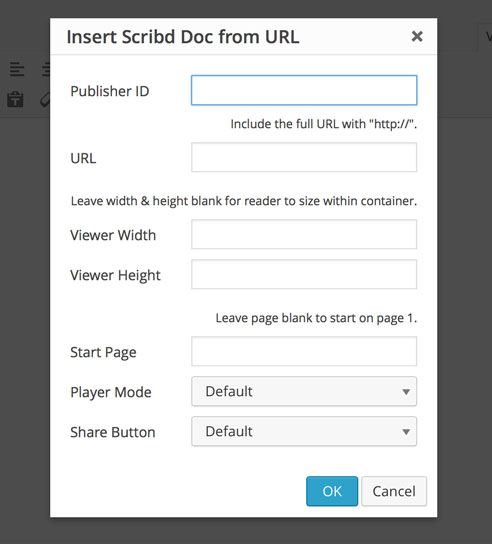 Insert Scribd Doc from URL
Publisher ID
Include the full URL with "http://".
URL
Leave width & height blank for reader to size within container.
Viewer Width
Viewer Height
Leave page blank to start on page 1.
Start Page
Player Mode Default
Share Button Default
OK Cancel